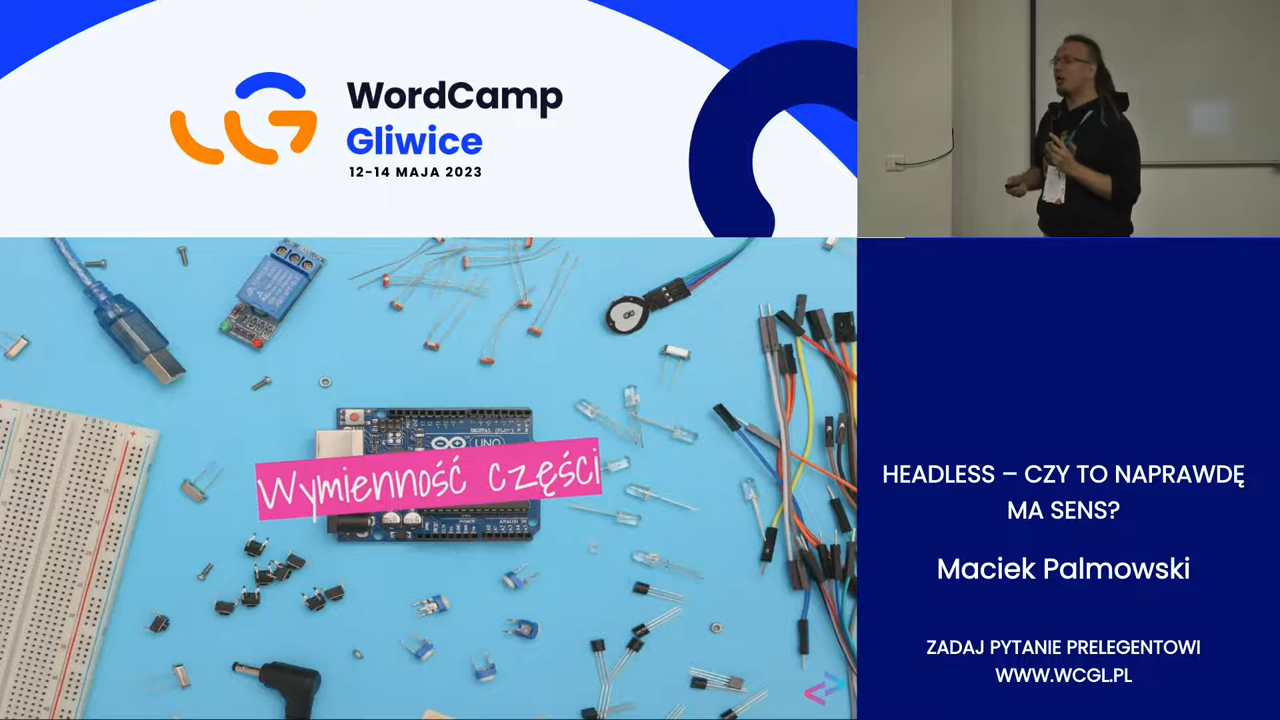 WordCamp
Gliwice
12-14 MAJA 2023
UNO
Wymienność części
HEADLESS – CZY TO NAPRAWDĘ
MA SENS?
Maciek Palmowski
ZADAJ PYTANIE PRELEGENTOWI
WWW.WCGL.PL